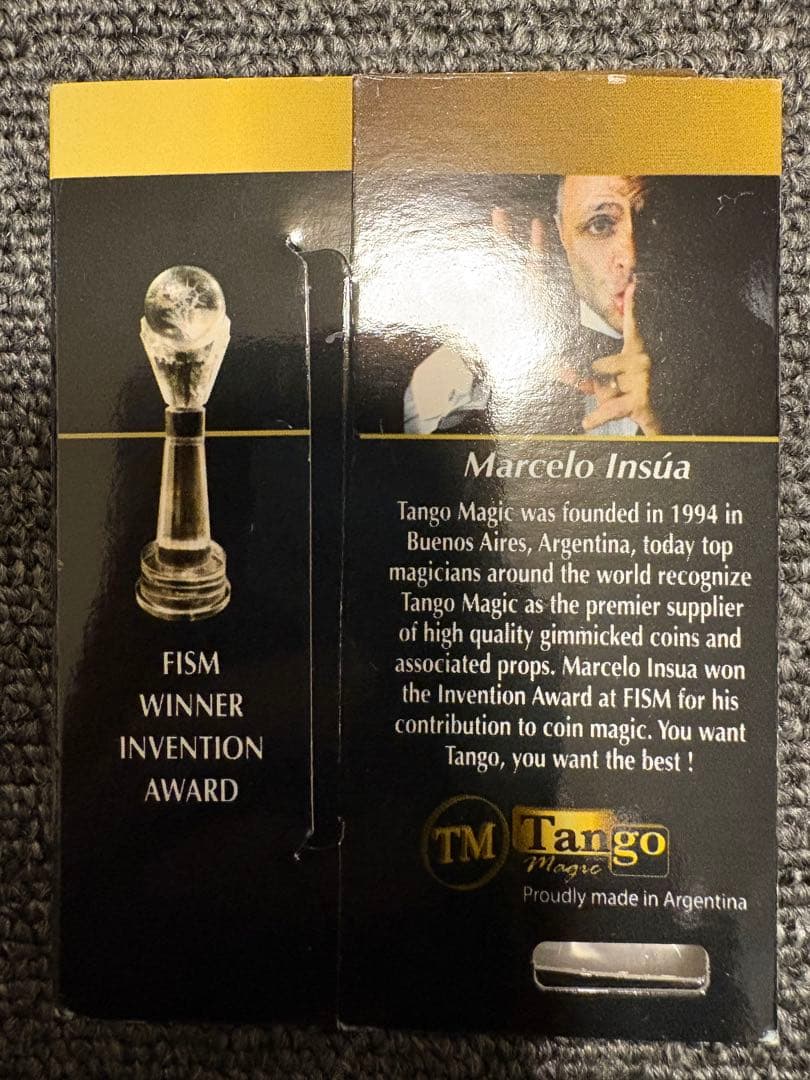 FISM
WINNER
INVENTION
AWARD
Marcelo Insúa
Tango Magic was founded in 1994 in
Buenos Aires, Argentina, today top
magicians around the world recognize
Tango Magic as the premier supplier
of high quality gimmicked coins and
associated props. Marcelo Insua won
the Invention Award at FISM for his
contribution to coin magic. You want
Tango, you want the best !
TM Tango
Magic
Proudly made in Argentina